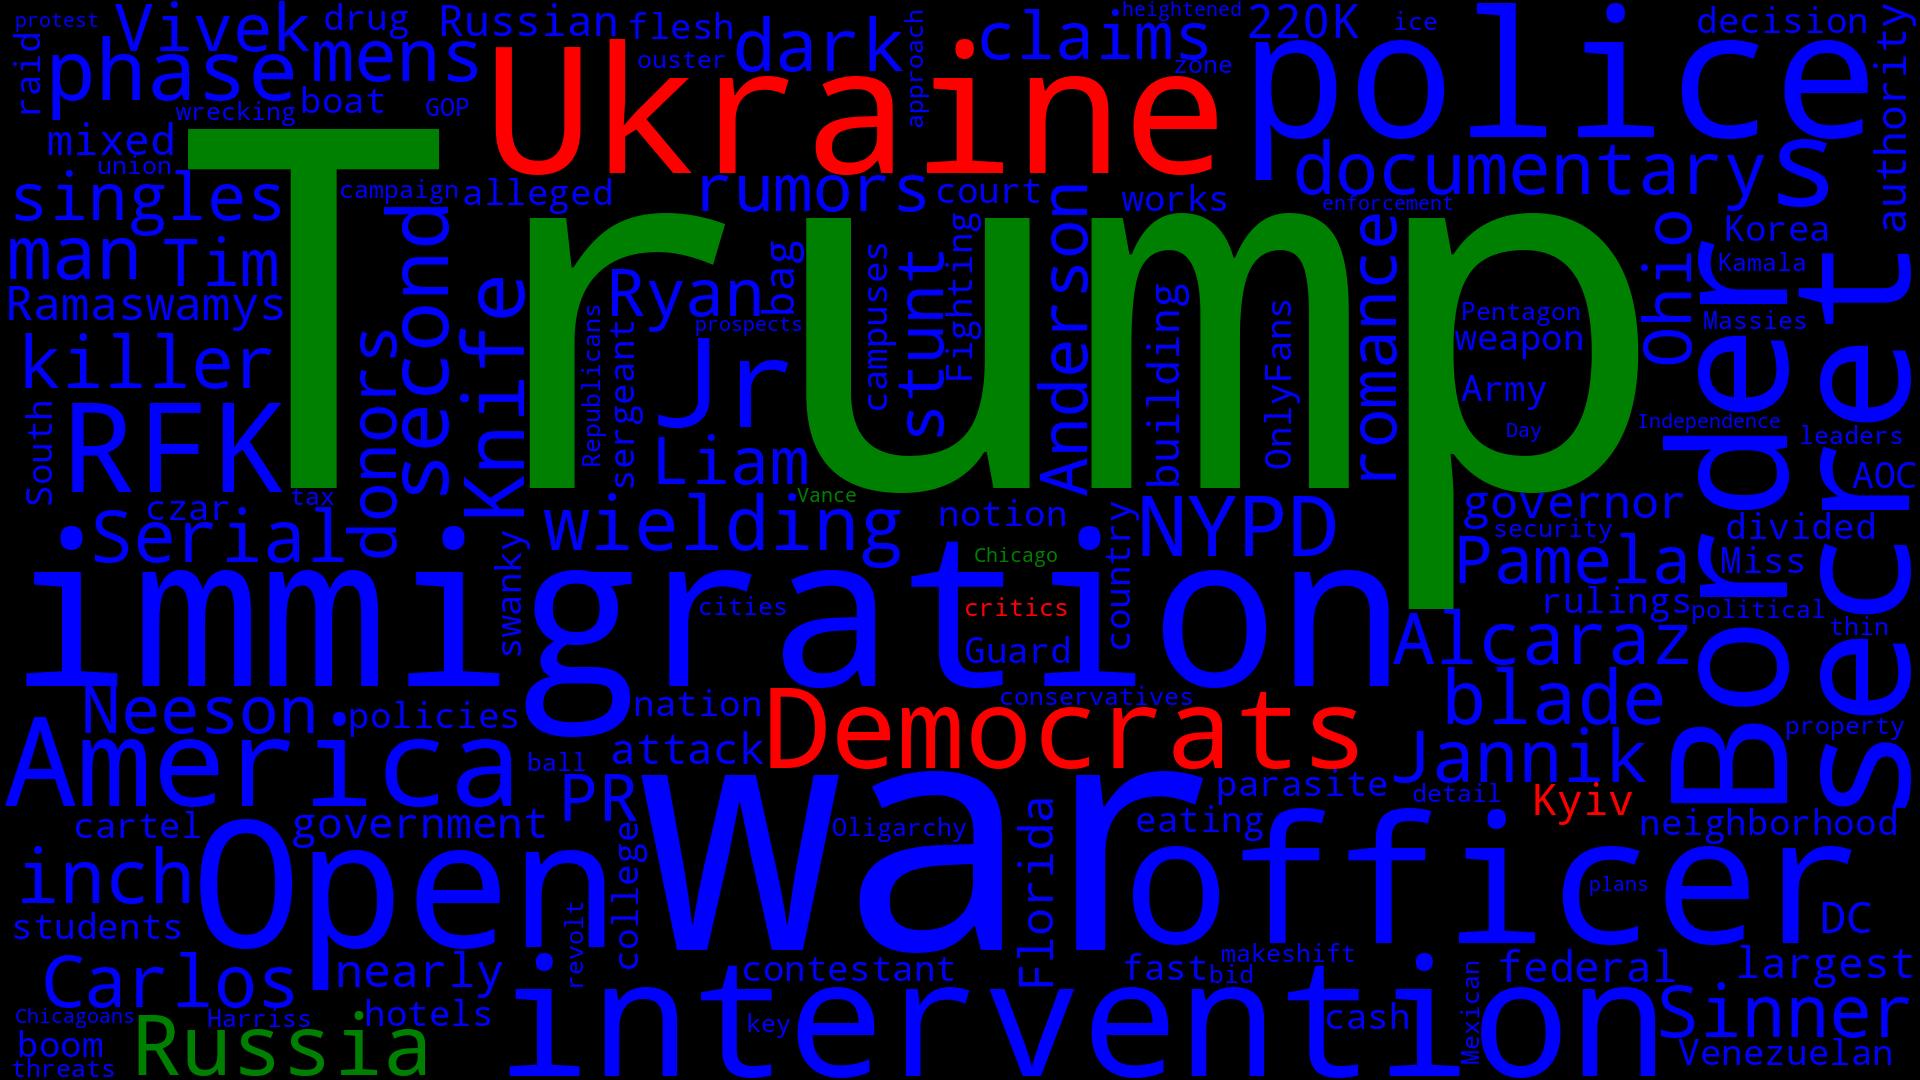 protest
Vivek
drug
Russian
flesh
dark
approach
claims
heightened
220K
ice
police
decision
authority
raid
phase
mens
ouster
Ukraine
zone
wrecking
boat
GOP
mixed
union
singles
campaign
alleged
rumors
court
works
documentary
enforcement
s
man
Tim
Ramaswamys
second
Trump
Knife
Ryan
bag
campuses
stunt
Fighting
Anderson
building
OnlyFans
romance
Ohio
Korea
Kamala
Massies
Pentagon
weapon
Army
Day
Border
secret
killer
donors
Republicans
sergeant
prospects
Jr
Liam
Independence
leaders
AOC
South
RFK
czar
tax
Vance
Serial
wielding
notion
NYPD
governor
security
divided
Pamela
Miss
Chicago
country
immigration
swanky
cities
critics
Guard
rulings
political
thin
Alcaraz
Neeson
policies
nation
conservatives
Democrats
blade
property
America
ball
attack
Jannik
PR
war
parasite
detail
Kyiv
cartel
government
Oligarchy
Florida
eating
neighborhood
inch
Open
college
officer
plans
students
revolt
DC
Carlos
nearly
contestant
fast
bid
makeshift
federal
largest
Chicagoans
Harriss
hotels
intervention
key
cash
Mexican
Sinner
boom
Russia
Venezuelan
threats